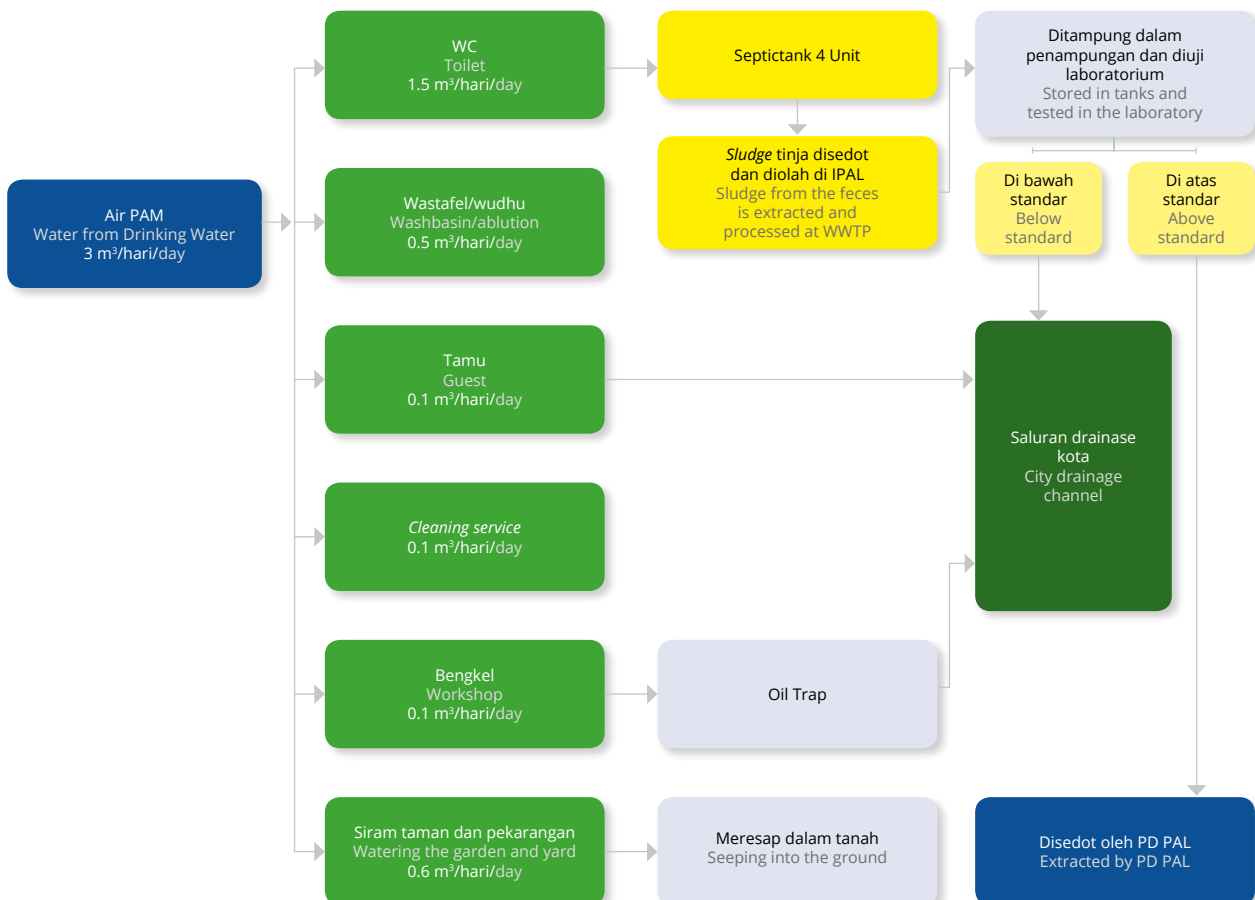 Air PAM
Water from Drinking Water
3 m³/hari/day
WC
Toilet
1.5 m³/hari/day
Wastafel/wudhu
Washbasin/ablution
0.5 m³/hari/day
Tamu
Guest
0.1 m³/hari/day
Cleaning service
0.1 m³/hari/day
Bengkel
Workshop
0.1 m³/hari/day
Siram taman dan pekarangan
Watering the garden and yard
0.6 m³/hari/day
Septictank 4 Unit
Sludge tinja disedot
dan diolah di IPAL
Sludge from the feces
is extracted and
processed at WWTP
Oil Trap
Meresap dalam tanah
Seeping into the ground
Ditampung dalam
penampungan dan diuji
laboratorium
Stored in tanks and
tested in the laboratory
Di bawah
standar
Below
standard
Di atas
standar
Above
standard
Saluran drainase
kota
City drainage
channel
Disedot oleh PD PAL
Extracted by PD PAL